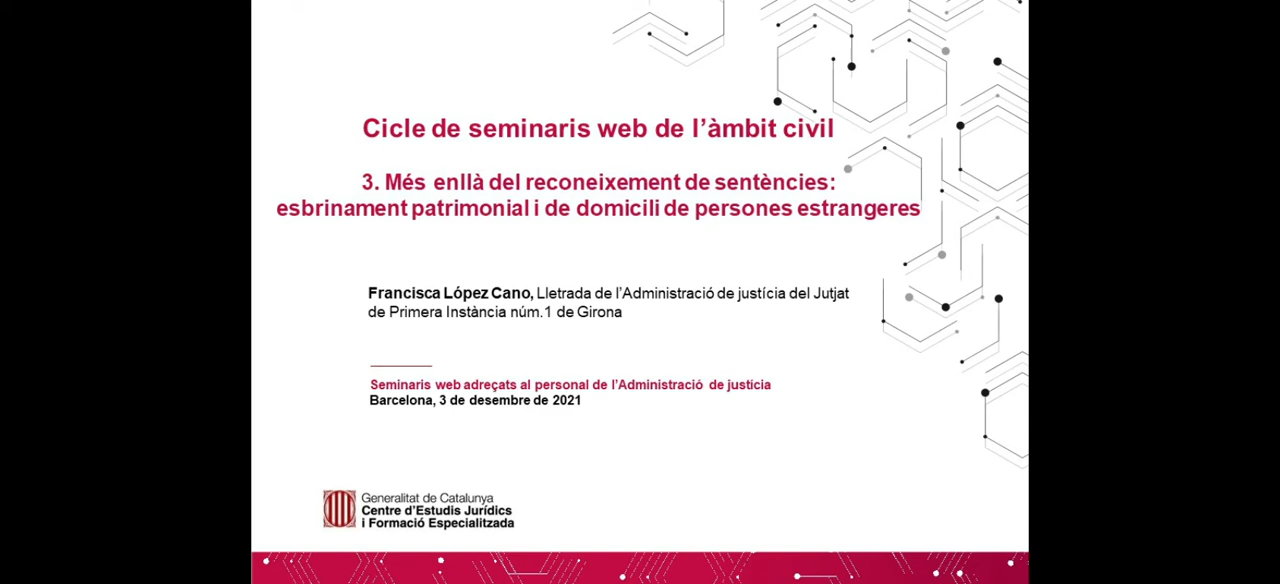 Cicle de seminaris web de l’àmbit civil
3. Més enllà del reconeixement de sentències:
esbrinament patrimonial i de domicili de persones estrangeres
Francisca López Cano, Lletrada de l’Administració de justícia del Jutjat
de Primera Instància núm.1 de Girona
Seminaris web adreçats al personal de l’Administració de justícia
Barcelona, 3 de desembre de 2021
Generalitat de Catalunya
Centre d’Estudis Jurídics
i Formació Especialitzada